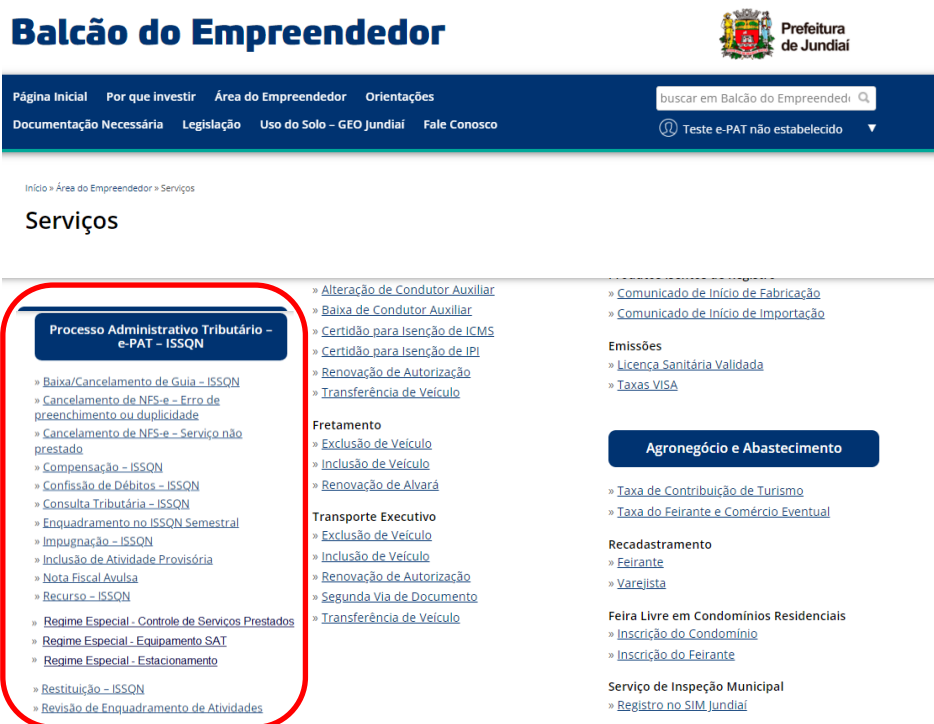 Balcão do Empreendedor
Prefeitura
de Jundiaí
Página Inicial Por que investir Área do Empreendedor Orientações
buscar em Balcão do Empreended
Documentação Necessária Legislação Uso do Solo – GEO Jundiaí Fale Conosco
Teste e-PAT não estabelecido ▼
Início » Área do Empreendedor » Serviços
Serviços
Processo Administrativo Tributário –
e-PAT – ISSQN
» Baixa/Cancelamento de Guia – ISSQN
» Cancelamento de NFS-e – Erro de
preenchimento ou duplicidade
» Cancelamento de NFS-e – Serviço não
prestado
» Compensação – ISSQN
» Confissão de Débitos – ISSQN
» Consulta Tributária – ISSQN
» Enquadramento no ISSQN Semestral
» Impugnação – ISSQN
» Inclusão de Atividade Provisória
» Nota Fiscal Avulsa
» Recurso – ISSQN
» Regime Especial - Controle de Serviços Prestados
» Regime Especial - Equipamento SAT
» Regime Especial - Estacionamento
» Restituição – ISSQN
» Revisão de Enquadramento de Atividades
» Alteração de Condutor Auxiliar
» Baixa de Condutor Auxiliar
» Certidão para Isenção de ICMS
» Certidão para Isenção de IPI
» Renovação de Autorização
» Transferência de Veículo
Fretamento
» Exclusão de Veículo
» Inclusão de Veículo
» Renovação de Alvará
Transporte Executivo
» Exclusão de Veículo
» Inclusão de Veículo
» Renovação de Autorização
» Segunda Via de Documento
» Transferência de Veículo
» Comunicado de Início de Fabricação
» Comunicado de Início de Importação
Emissões
» Licença Sanitária Validada
» Taxas VISA
Agronegócio e Abastecimento
» Taxa de Contribuição de Turismo
» Taxa do Feirante e Comércio Eventual
Recadastramento
» Feirante
» Varejista
Feira Livre em Condomínios Residenciais
» Inscrição do Condomínio
» Inscrição do Feirante
Serviço de Inspeção Municipal
» Registro no SIM Jundiaí